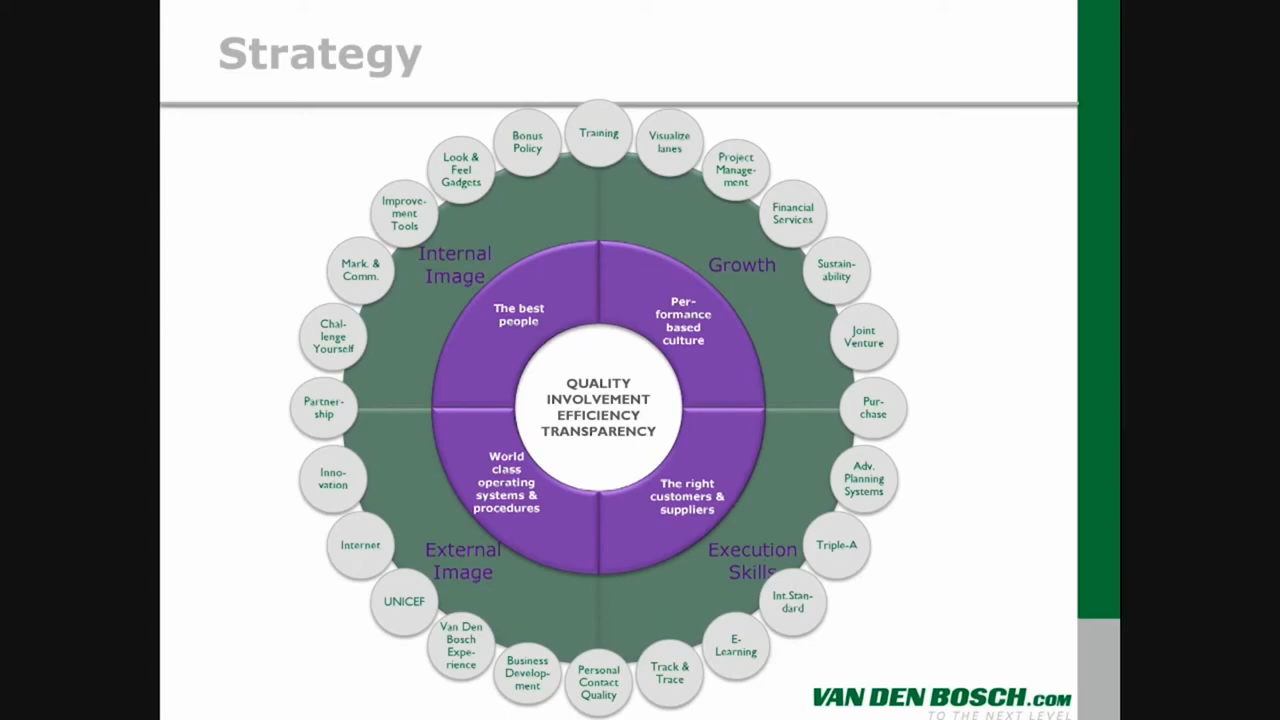 Strategy
Training
Visualize
lanes
Project
Manage-
ment
Financial
Services
Sustain-
ability
Joint
Venture
Pur-
chase
Adv.
Planning
Systems
Triple-A
Int.Stan-
dard
E-
Learning
Track &
Trace
Personal
Contact
Quality
Business
Develop-
ment
Van Den
Bosch
Expe-
rience
UNICEF
Internet
Inno-
vation
Partner-
ship
Chal-
lenge
Yourself
Mark. &
Comm.
Improve-
ment
Tools
Look &
Feel
Gadgets
Bonus
Policy
Internal
Image
Growth
External
Image
Execution
Skills
The best
people
Per-
formance
based
culture
World
class
operating
systems &
procedures
The right
customers &
suppliers
QUALITY
INVOLVEMENT
EFFICIENCY
TRANSPARENCY
VAN DEN BOSCH.COM
TO THE NEXT LEVEL